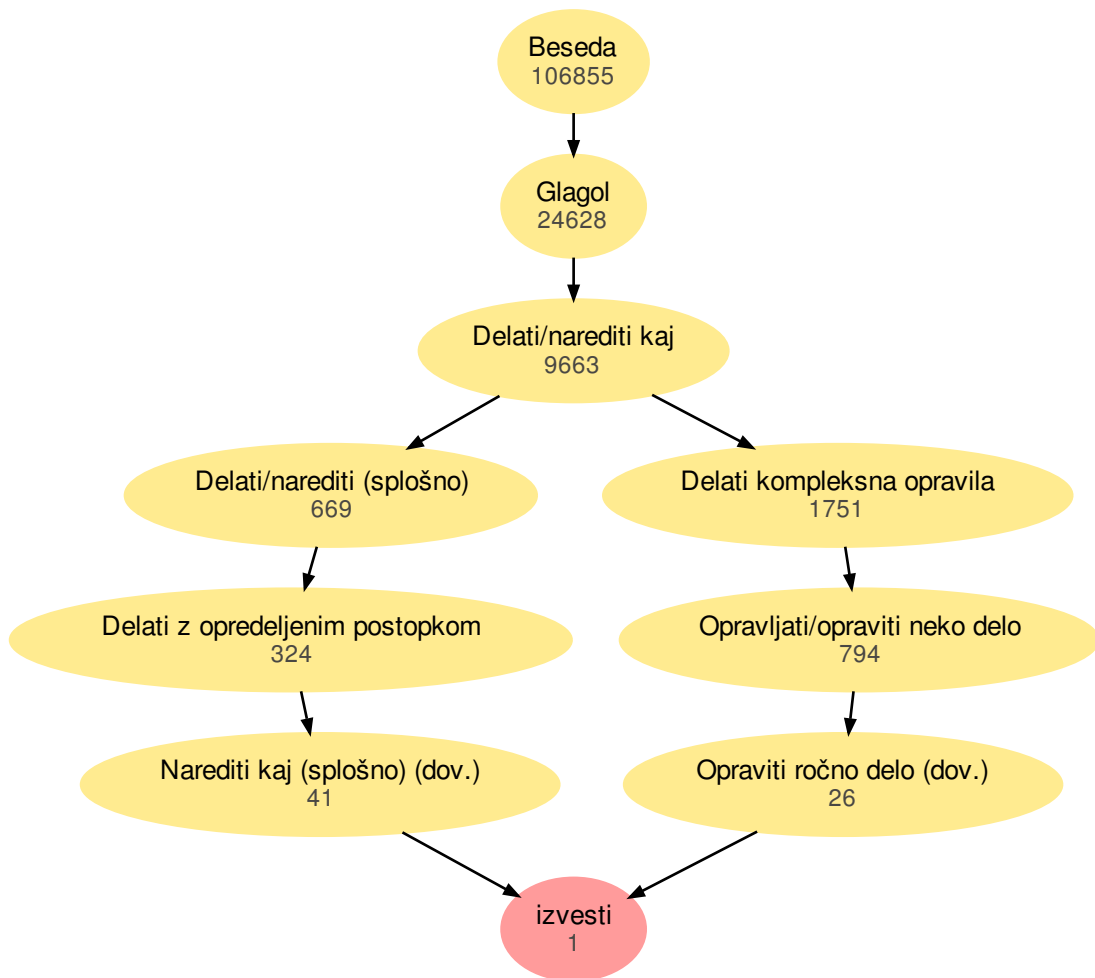 Beseda
106855
Glagol
24628
Delati/narediti kaj
9663
Delati/narediti (splošno)
669
Delati kompleksna opravila
1751
Delati z opredeljenim postopkom
324
Opravljati/opraviti neko delo
794
Narediti kaj (splošno) (dov.)
41
Opraviti ročno delo (dov.)
26
izvesti
1